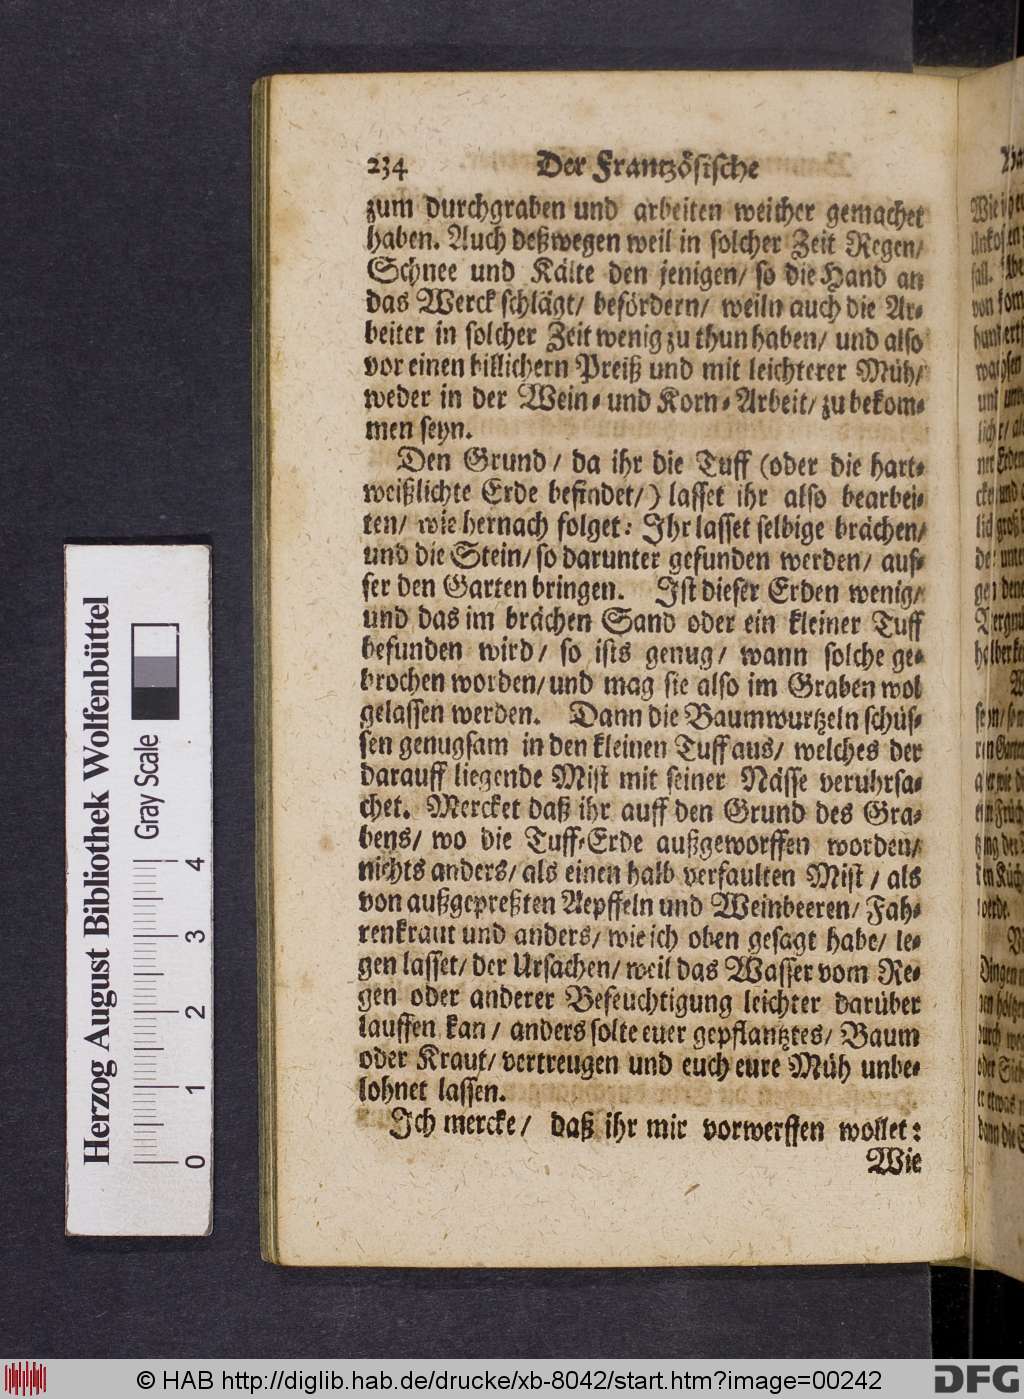 234 Der Frantzösische
zum durchgraben und arbeiten weicher gemachet
haben. Auch deßwegen weil in solcher Zeit Regen/
Schnee und Kälte den jenigen/ so die Hand an
das Werck schlägt/ befördern/ weiln auch die Ar-
beiter in solcher Zeit wenig zu thun haben/ und also
vor einen billichern Preiß und mit leichterer Müh/
weder in der Wein- und Korn-Arbeit/ zu bekom-
men seyn.
Den Grund/ da ihr die Tuff (oder die hart-
weißlichte Erde befindet/) lasset ihr also bearbei-
ten/ wie hernach folget: Ihr lasset selbige brächen/
und die Stein/ so darunter gefunden werden/ aus-
ser den Garten bringen. Ist dieser Erden wenig/
und das im brächen Sand oder ein kleiner Tuff
befunden wird/ so ists genug/ wann solche ge-
brochen worden/ und mag sie also im Graben wol
gelassen werden. Dann die Baumwurtzeln schüs-
sen genugsam in den kleinen Tuff aus/ welches der
darauff liegende Mist mit seiner Nässe veruhrsa-
chet. Mercket daß ihr auff den Grund des Gra-
bens/ wo die Tuff-Erde außgeworffen worden/
nichts anders/ als einen halb verfaulten Mist/ als
von außgepreßten Aepffeln und Weinbeeren/ Fah-
renkraut und anders/ wie ich oben gesagt habe/ le-
gen lasset/ der Ursachen/ weil das Wasser vom Re-
gen oder anderer Befeuchtigung leichter darüber
lauffen kan/ anders solte euer gepflantztes/ Baum
oder Kraut/ vertreugen und euch eure Müh unbe-
lohnet lassen.
Ich mercke/ daß ihr mir vorwerffen wollet:
Wie
Herzog August Bibliothek Wolfenbüttel
Gray Scale
0 1 2 3 4
© HAB http://diglib.hab.de/drucke/xb-8042/start.htm?image=00242
DFG